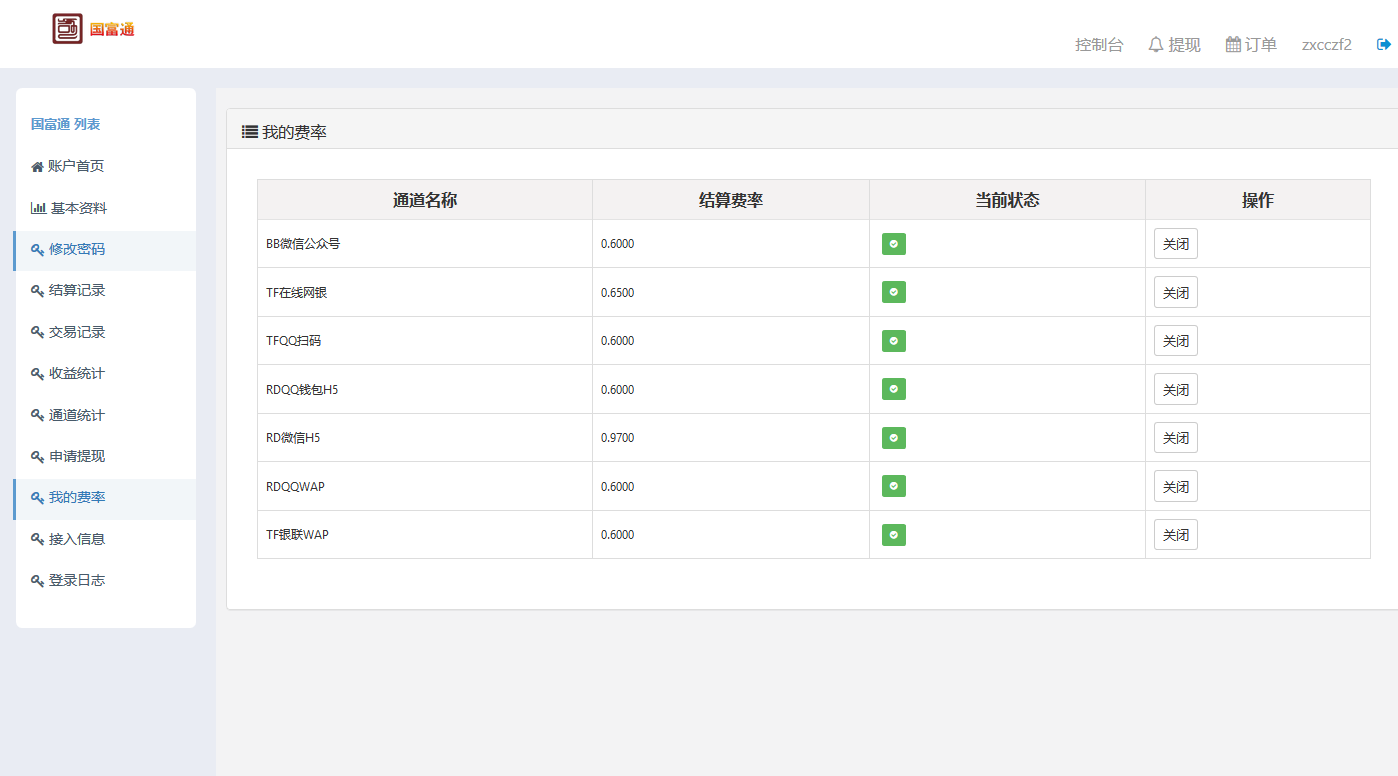 国富通
控制台 提现 订单 zxcczf2
国富通 列表
账户首页
基本资料
修改密码
结算记录
交易记录
收益统计
通道统计
申请提现
我的费率
接入信息
登录日志
我的费率
通道名称 结算费率 当前状态 操作
BB微信公众号 0.6000 关闭
TF在线网银 0.6500 关闭
TFQQ扫码 0.6000 关闭
RDQQ钱包H5 0.6000 关闭
RD微信H5 0.9700 关闭
RDQQWAP 0.6000 关闭
TF银联WAP 0.6000 关闭